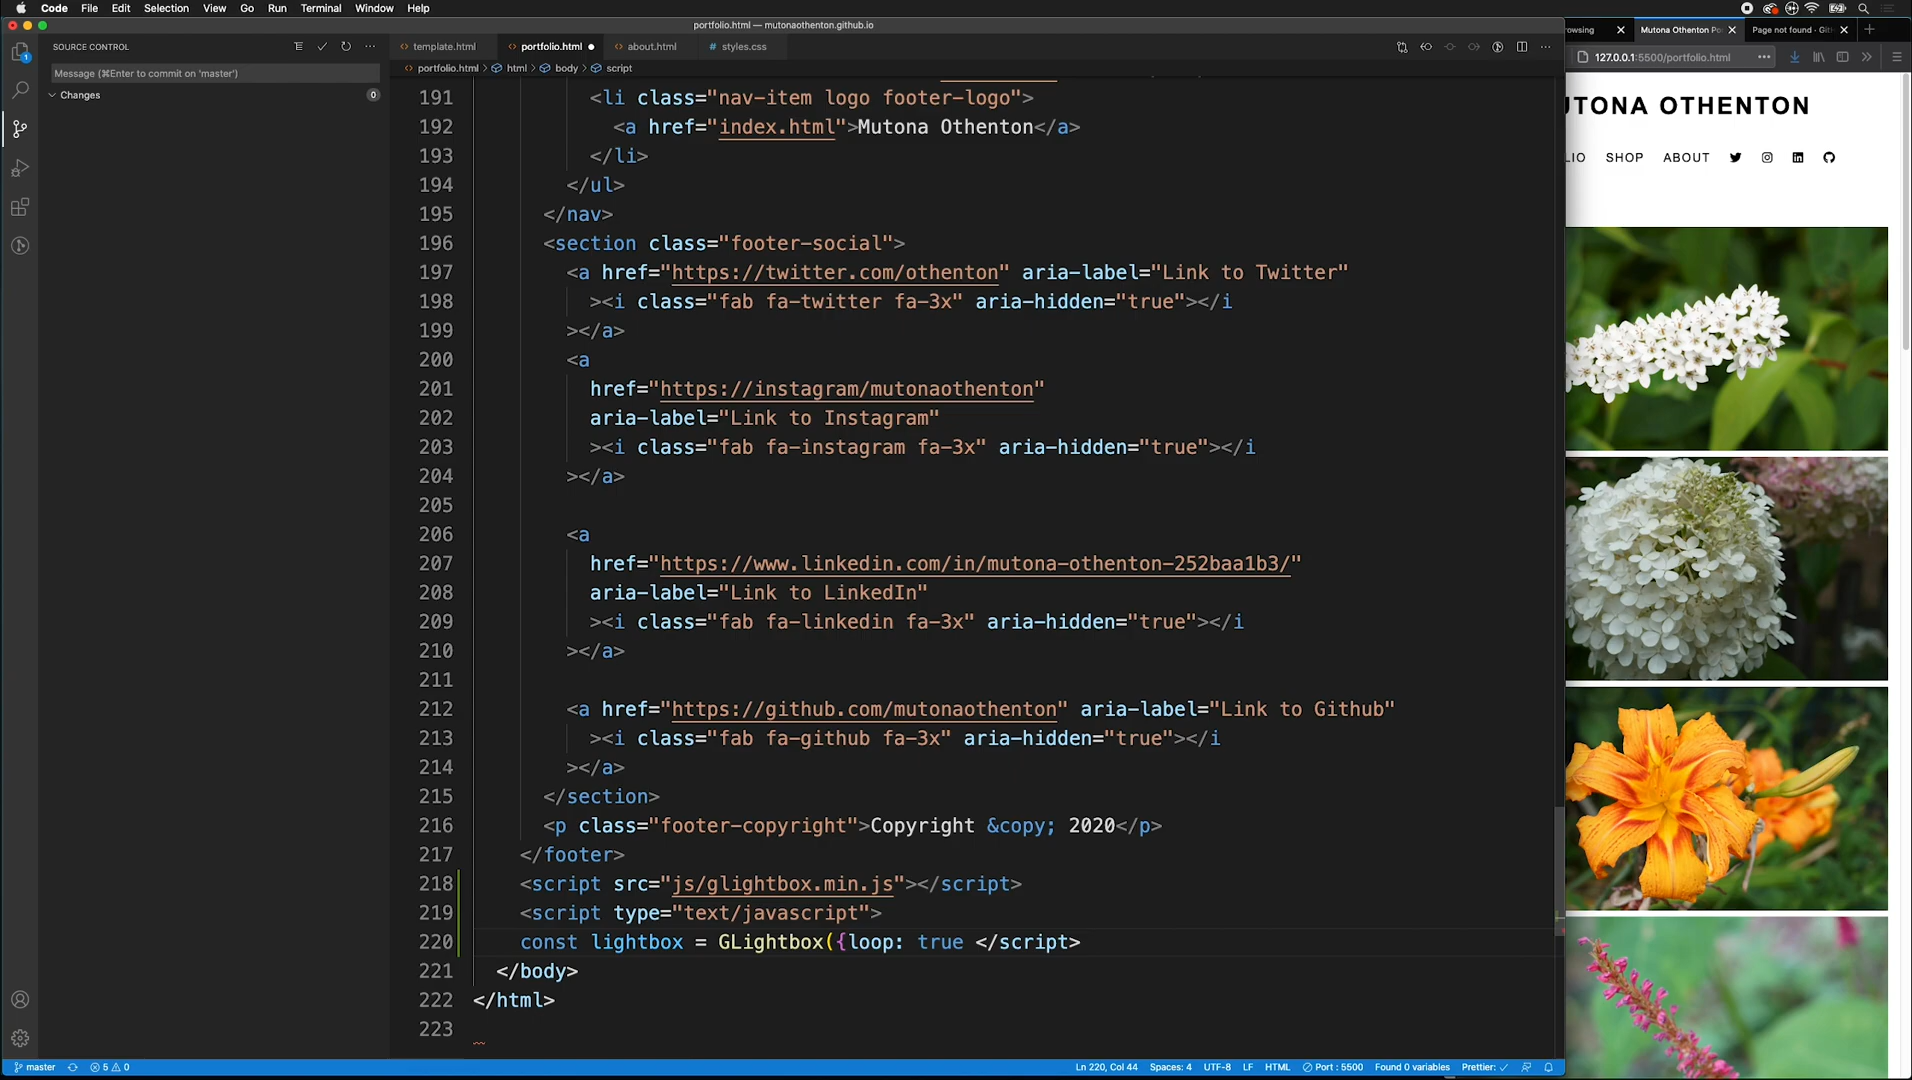 Code File Edit Selection View Go Run Terminal Window Help
portfolio.html — mutonaothenton.github.io
SOURCE CONTROL
Message (⌘Enter to commit on 'master')
Changes 0
template.html portfolio.html about.html styles.css
portfolio.html > html > body > script
191 <li class="nav-item logo footer-logo">
192 <a href="index.html">Mutona Othenton</a>
193 </li>
194 </ul>
195 </nav>
196 <section class="footer-social">
197 <a href="https://twitter.com/othenton" aria-label="Link to Twitter"
198 ><i class="fab fa-twitter fa-3x" aria-hidden="true"></i
199 ></a>
200 <a
201 href="https://instagram/mutonaothenton"
202 aria-label="Link to Instagram"
203 ><i class="fab fa-instagram fa-3x" aria-hidden="true"></i
204 ></a>
205
206 <a
207 href="https://www.linkedin.com/in/mutona-othenton-252baa1b3/"
208 aria-label="Link to LinkedIn"
209 ><i class="fab fa-linkedin fa-3x" aria-hidden="true"></i
210 ></a>
211
212 <a href="https://github.com/mutonaothenton" aria-label="Link to Github"
213 ><i class="fab fa-github fa-3x" aria-hidden="true"></i
214 ></a>
215 </section>
216 <p class="footer-copyright">Copyright &copy; 2020</p>
217 </footer>
218 <script src="js/glightbox.min.js"></script>
219 <script type="text/javascript">
220 const lightbox = GLightbox({loop: true </script>
221 </body>
222 </html>
223
master 5 0 Ln 220, Col 44 Spaces: 4 UTF-8 LF HTML Port : 5500 Found 0 variables Prettier: ✓
rowsing Mutona Othenton Po Page not found · Git
127.0.0.1:5500/portfolio.html
UTONA OTHENTON
LIO SHOP ABOUT